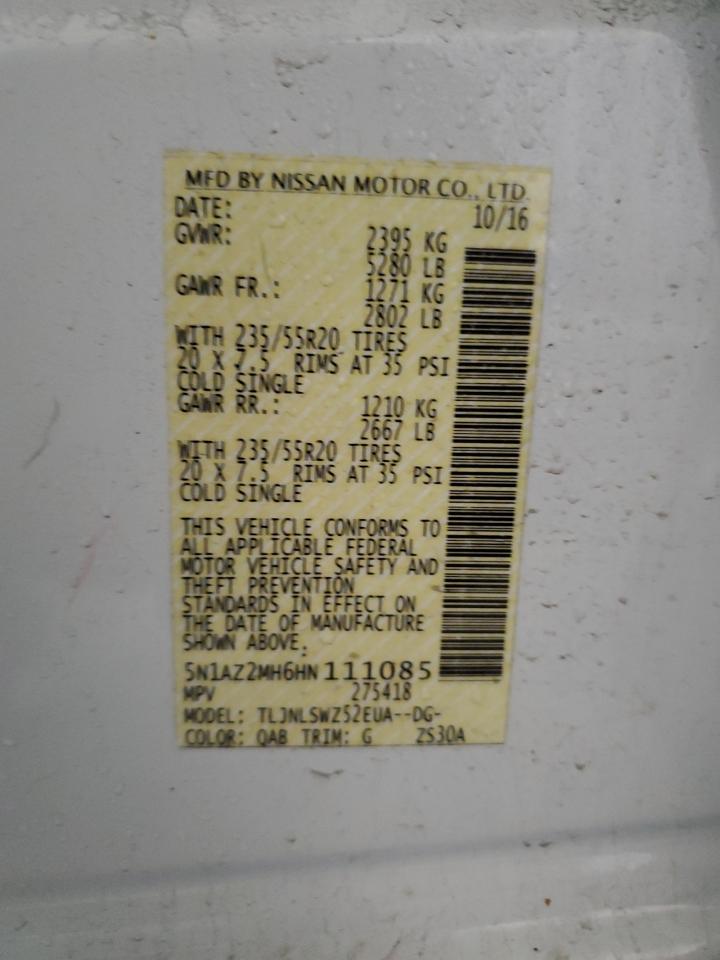 MFD BY NISSAN MOTOR CO., LTD.
DATE: 10/16
GVWR: 2395 KG
5280 LB
GAWR FR.: 1271 KG
2802 LB
WITH 235/55R20 TIRES
20 X 7.5 RIMS AT 35 PSI
COLD SINGLE
GAWR RR.: 1210 KG
2667 LB
WITH 235/55R20 TIRES
20 X 7.5 RIMS AT 35 PSI
COLD SINGLE
THIS VEHICLE CONFORMS TO
ALL APPLICABLE FEDERAL
MOTOR VEHICLE SAFETY AND
THEFT PREVENTION
STANDARDS IN EFFECT ON
THE DATE OF MANUFACTURE
SHOWN ABOVE.
5N1AZ2MH6HN111085
MPV 275418
MODEL: TLJNLSWZ52EUA--DG-
COLOR: QAB TRIM: G ZS30A